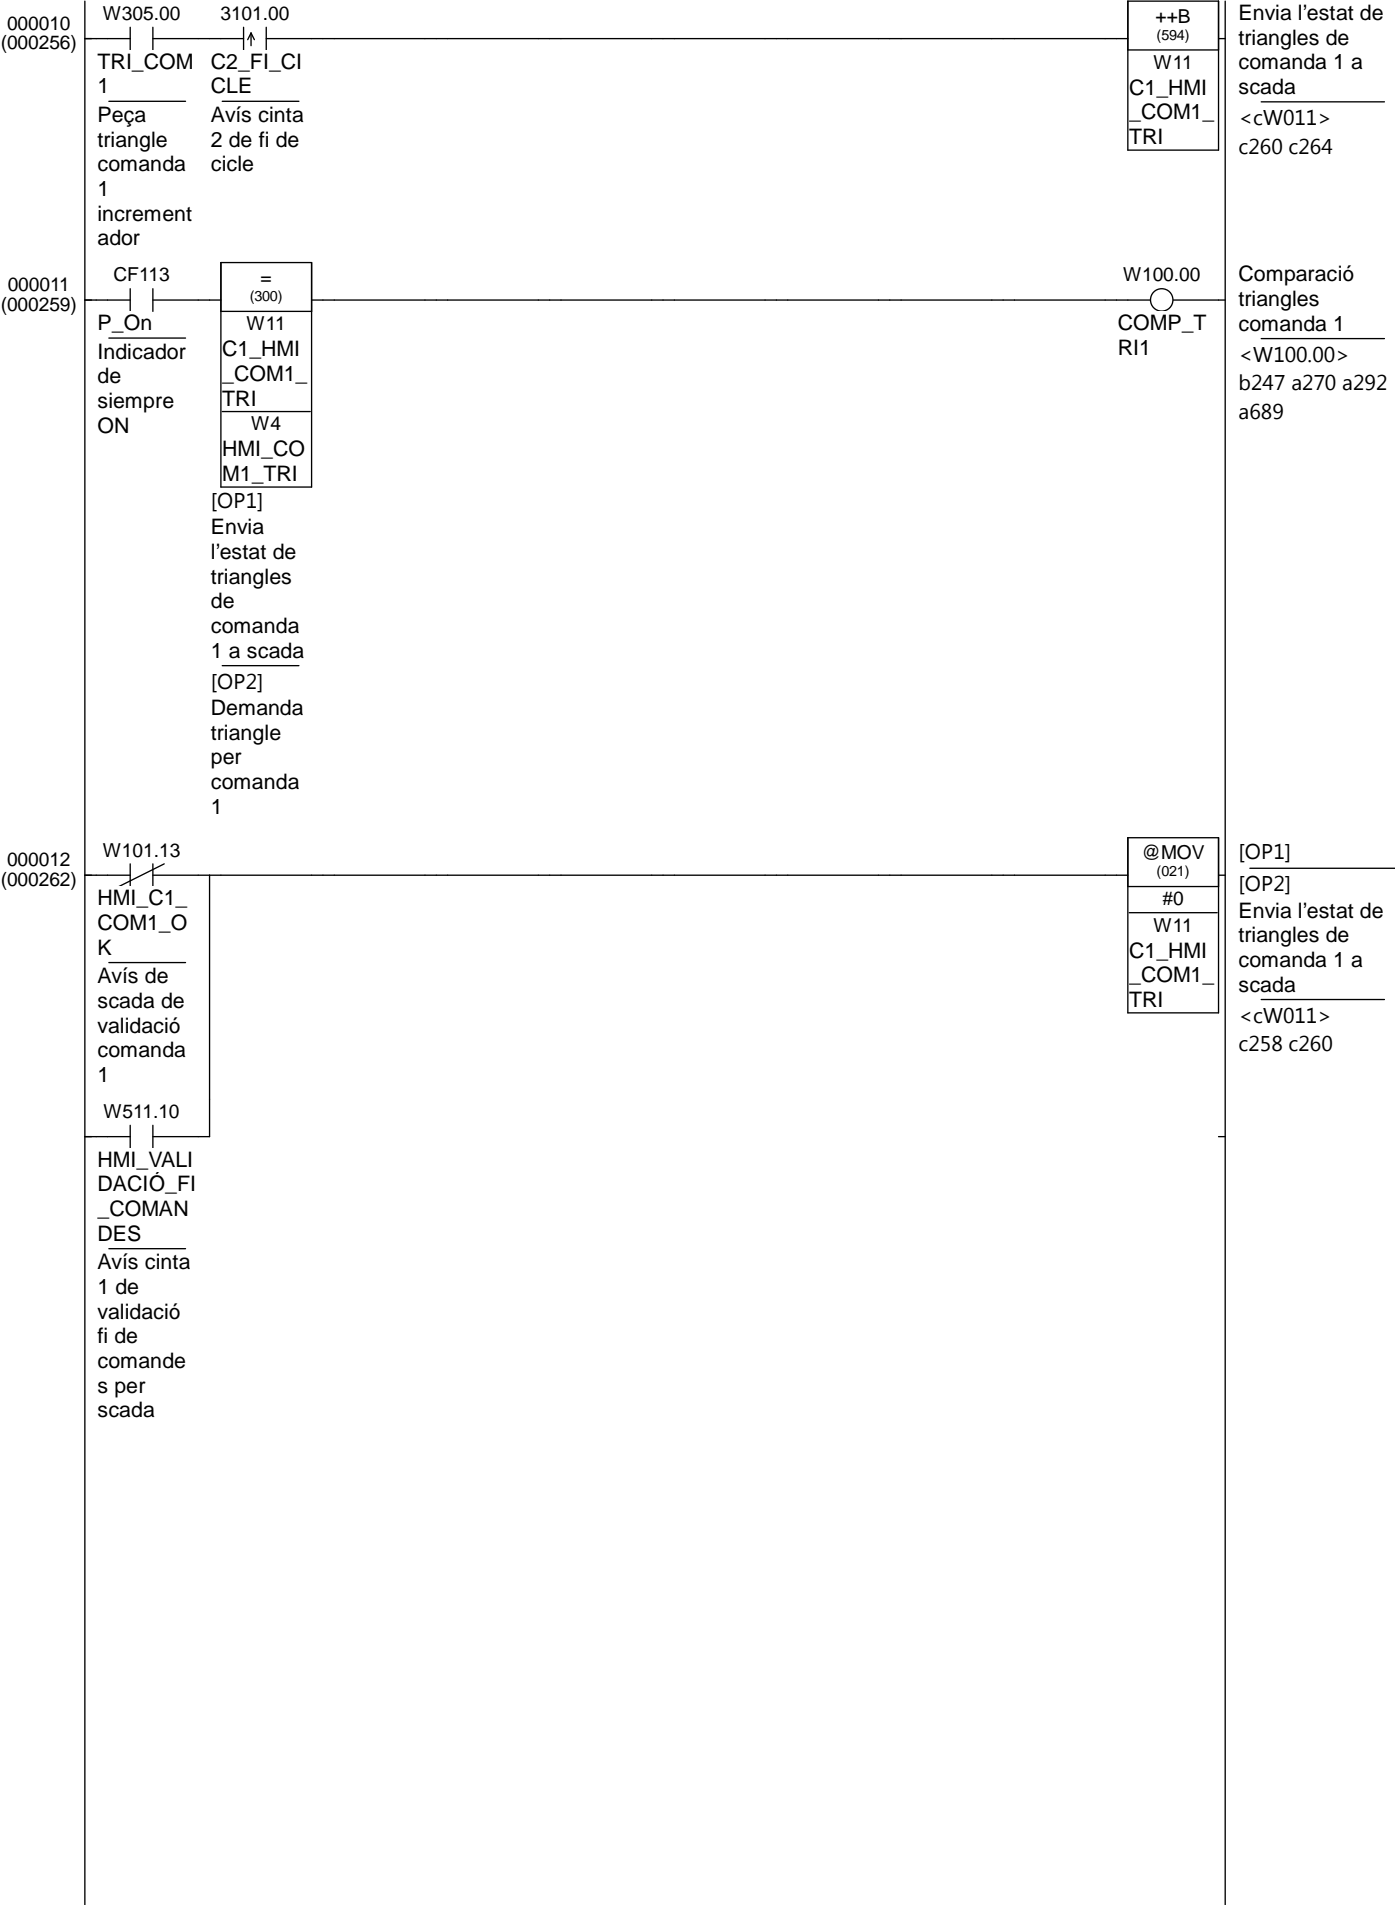 000010
(000256)
W305.00
TRI_COM
1
Peça
triangle
comanda
1
increment
ador
3101.00
C2_FI_CI
CLE
Avís cinta
2 de fi de
cicle
++B
(594)
W11
C1_HMI
_COM1_
TRI
Envia l'estat de
triangles de
comanda 1 a
scada
<cW011>
c260 c264
000011
(000259)
CF113
P_On
Indicador
de
siempre
ON
=
(300)
W11
C1_HMI
_COM1_
TRI
W4
HMI_CO
M1_TRI
[OP1]
Envia
l'estat de
triangles
de
comanda
1 a scada
[OP2]
Demanda
triangle
per
comanda
1
W100.00
COMP_T
RI1
Comparació
triangles
comanda 1
<W100.00>
b247 a270 a292
a689
000012
(000262)
W101.13
HMI_C1_
COM1_O
K
Avís de
scada de
validació
comanda
1
W511.10
HMI_VALI
DACIÓ_FI
_COMAN
DES
Avís cinta
1 de
validació
fi de
comande
s per
scada
@MOV
(021)
#0
W11
C1_HMI
_COM1_
TRI
[OP1]
[OP2]
Envia l'estat de
triangles de
comanda 1 a
scada
<cW011>
c258 c260